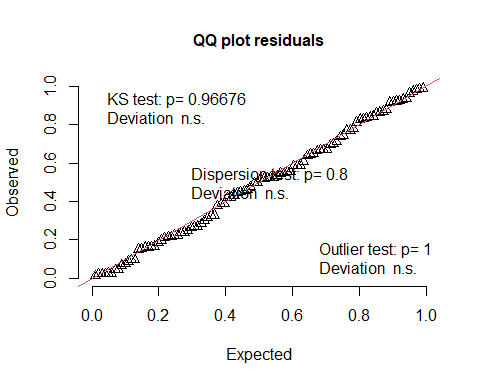 QQ plot residuals
KS test: p= 0.96676
Deviation n.s.
Dispersion test: p= 0.8
Deviation n.s.
Outlier test: p= 1
Deviation n.s.
Observed
0.0 0.2 0.4 0.6 0.8 1.0
0.0 0.2 0.4 0.6 0.8 1.0
Expected